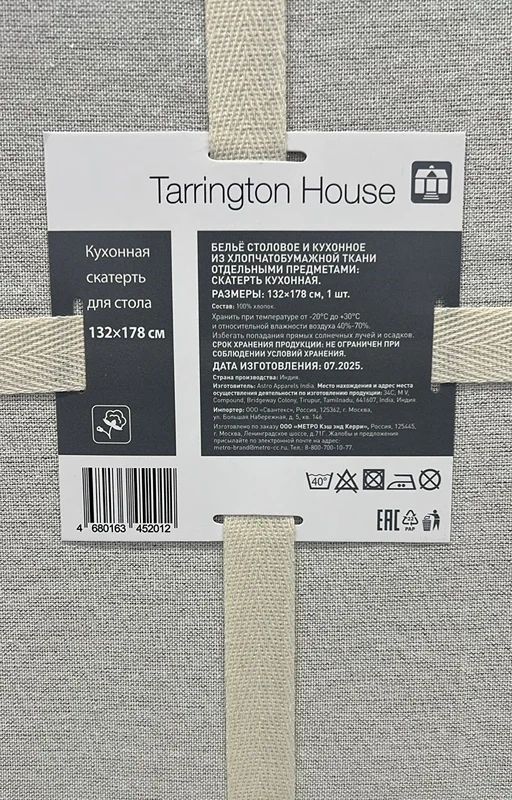 Tarrington House
Кухонная
скатерть
для стола
132×178 см
БЕЛЬЁ СТОЛОВОЕ И КУХОННОЕ
ИЗ ХЛОПЧАТОБУМАЖНОЙ ТКАНИ
ОТДЕЛЬНЫМИ ПРЕДМЕТАМИ:
СКАТЕРТЬ КУХОННАЯ.
РАЗМЕРЫ: 132×178 см, 1 шт.
Состав: 100% хлопок.
Хранить при температуре от -20°С до +30°С
и относительной влажности воздуха 40%-70%.
Избегать попадания прямых солнечных лучей и осадков.
СРОК ХРАНЕНИЯ ПРОДУКЦИИ: НЕ ОГРАНИЧЕН ПРИ
СОБЛЮДЕНИИ УСЛОВИЙ ХРАНЕНИЯ.
ДАТА ИЗГОТОВЛЕНИЯ: 07.2025.
Страна производства: Индия.
Изготовитель: Astro Apparels India. Место нахождения и адрес места
осуществления деятельности по изготовлению продукции: 34C, M V,
Compound, Bridgeway Colony, Tirupur, Tamilnadu, 641607, India, Индия
Импортер: ООО «Свантекс», Россия, 125362, г. Москва,
ул. Большая Набережная, д. 5, кв. 146
Изготовлено по заказу ООО «МЕТРО Кэш энд Керри», Россия, 125445,
г. Москва, Ленинградское шоссе, д.71Г. Жалобы и предложения
присылайте по электронной почте на адрес:
metro-brand@metro-cc.ru, Тел.: 8-800-700-10-77.
40°
4 680163 452012
EAC
PAP